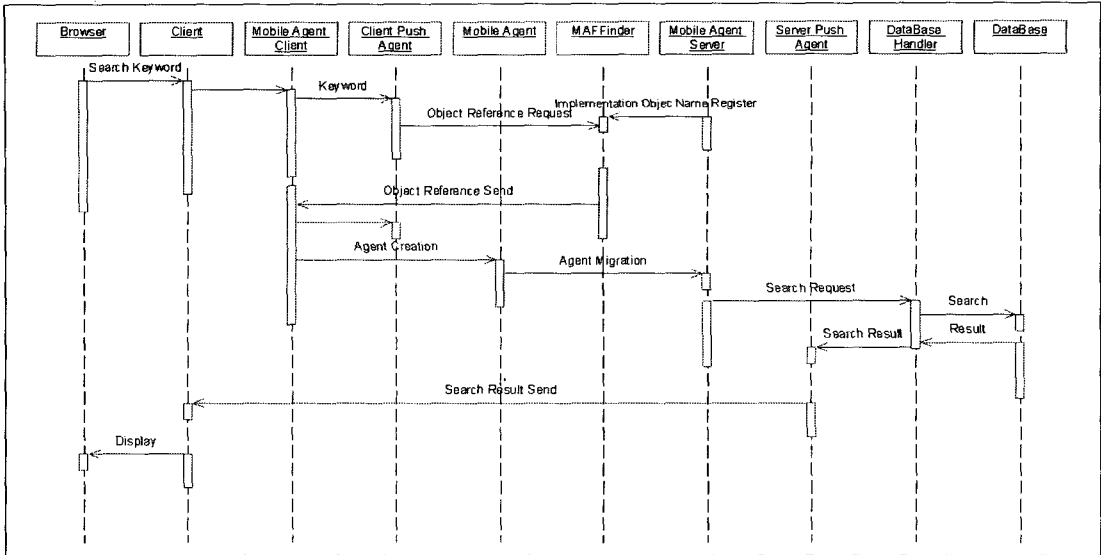 Browser
Client
Mobile Agent
Client
Client Push
Agent
Mobile Agent
MAFFinder
Mobile Agent
Server
Server Push
Agent
DataBase
Handler
DataBase
Search Keyword
Keyword
Implementation Objec Name Register
Object Reference Request
Object Reference Send
Agent Creation
Agent Migration
Search Request
Search
Result
Search Result
Search Result Send
Display